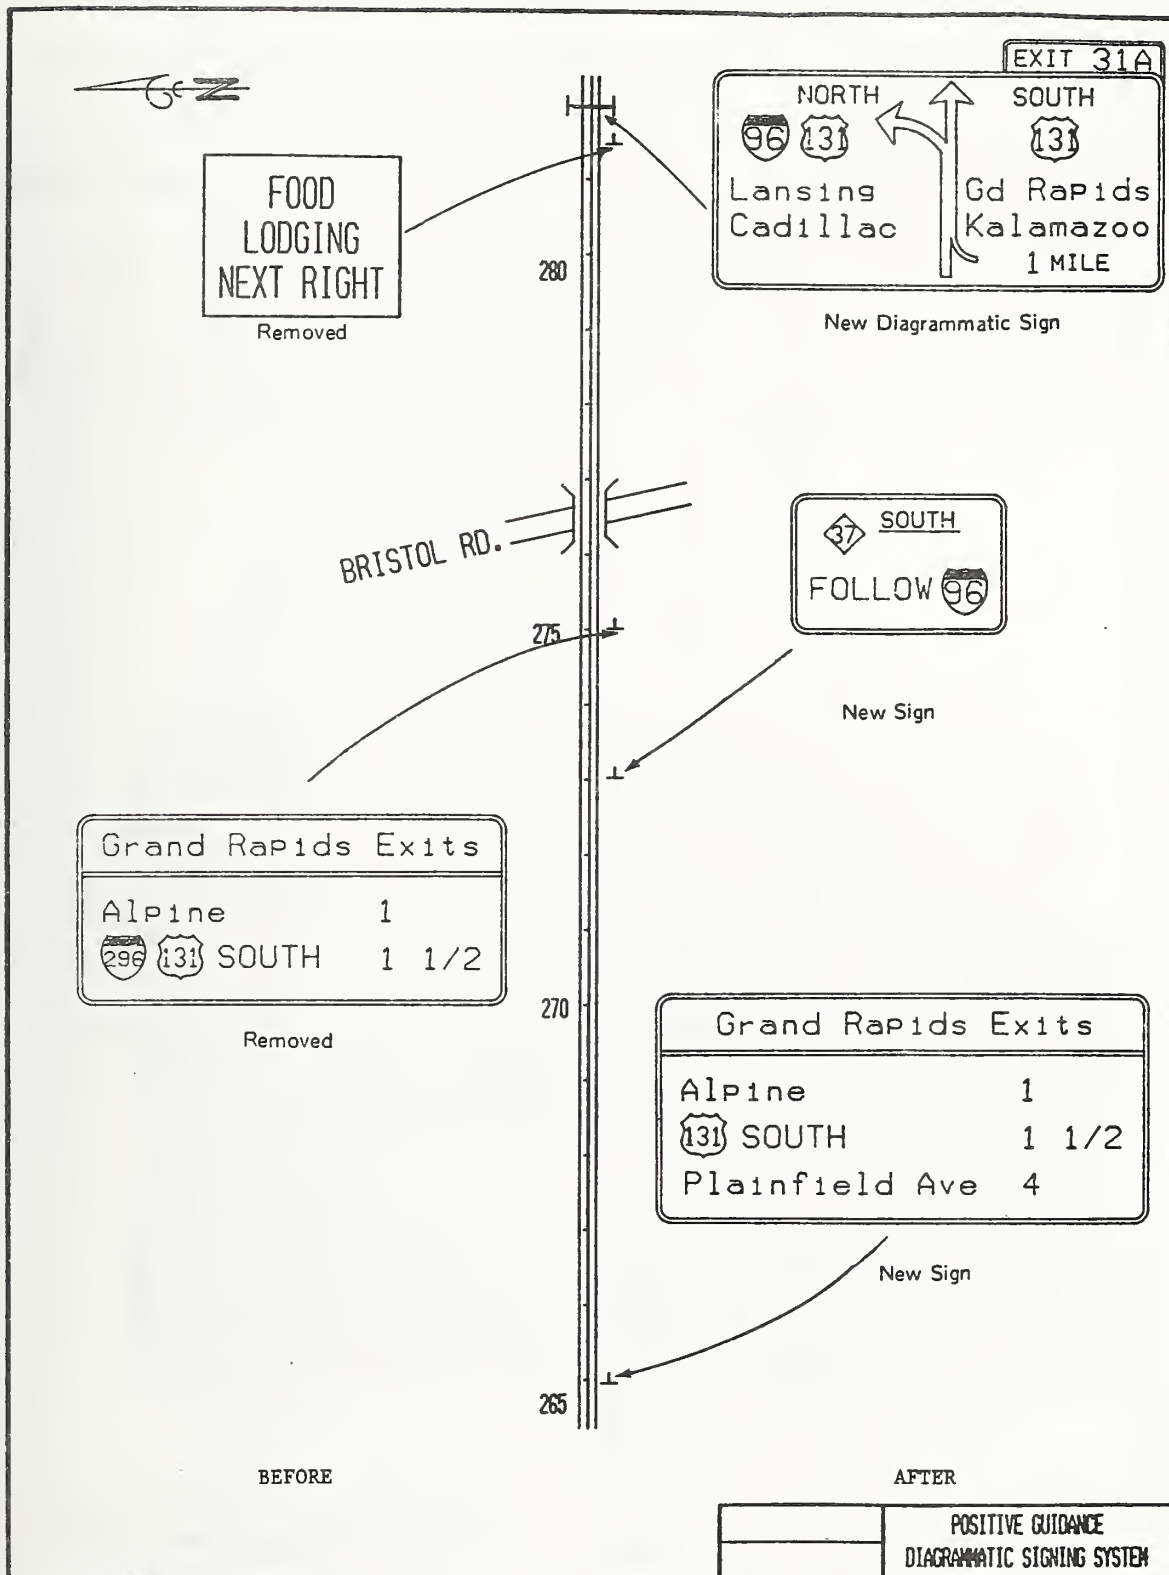 N
FOOD
LODGING
NEXT RIGHT
Removed
EXIT 31A
NORTH
96 131
Lansing
Cadillac
SOUTH
131
Gd Rapids
Kalamazoo
1 MILE
New Diagrammatic Sign
280
BRISTOL RD.
37 SOUTH
FOLLOW 96
New Sign
275
Grand Rapids Exits
Alpine 1
296 131 SOUTH 1 1/2
Removed
270
Grand Rapids Exits
Alpine 1
131 SOUTH 1 1/2
Plainfield Ave 4
New Sign
265
BEFORE
AFTER
POSITIVE GUIDANCE
DIAGRAMMATIC SIGNING SYSTEM